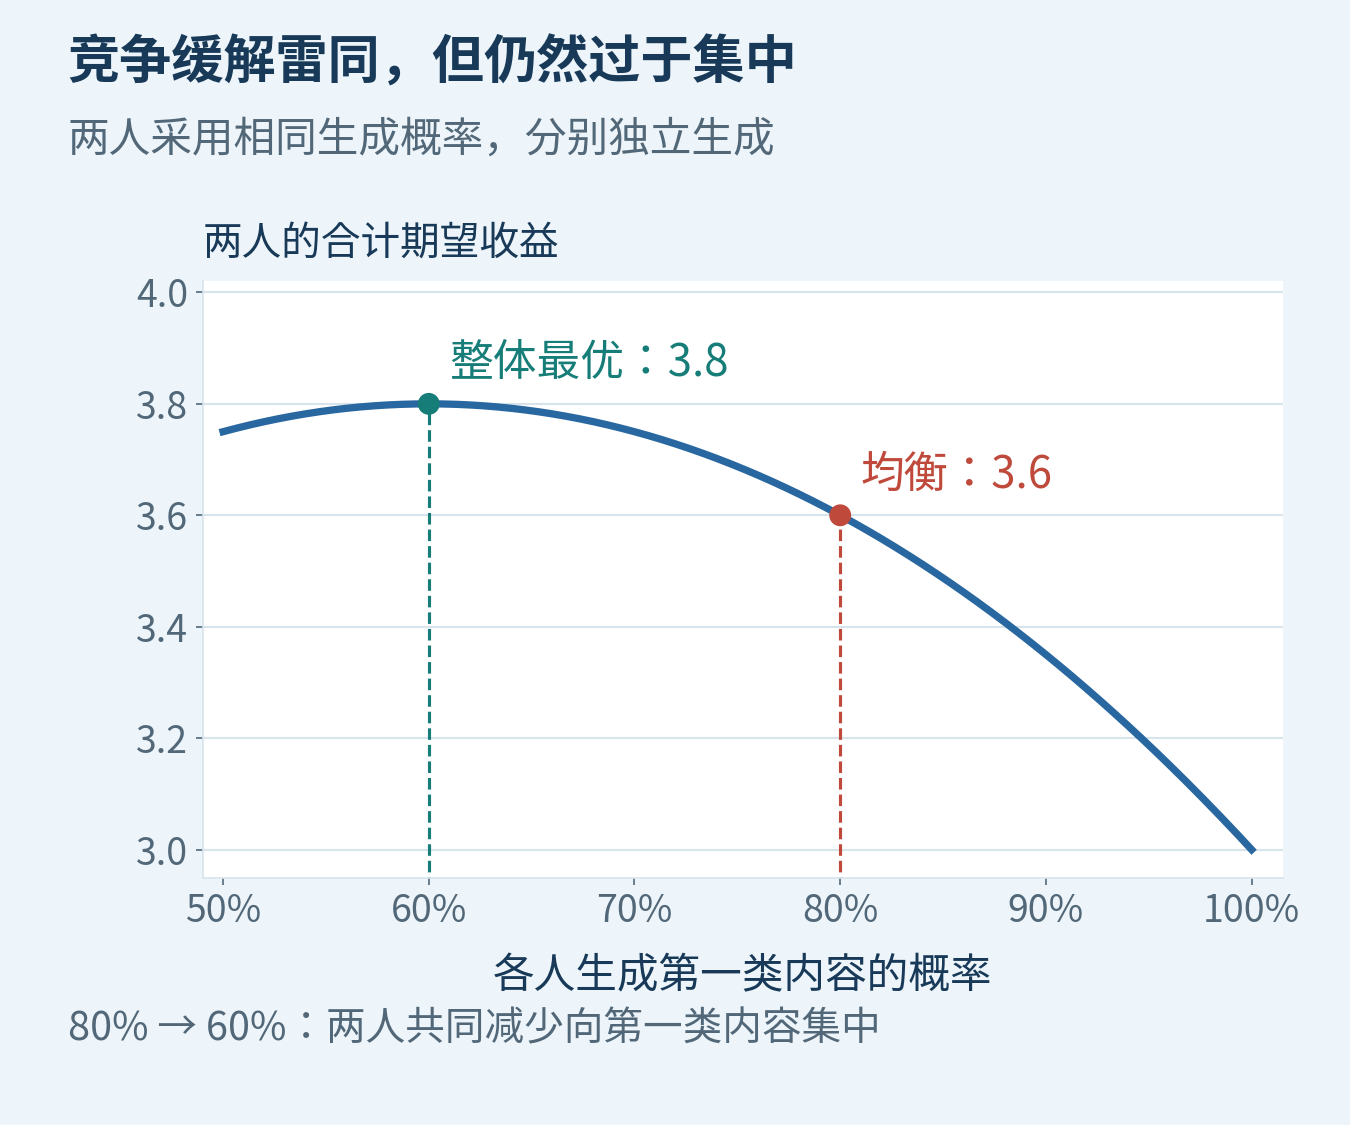 竞争缓解雷同，但仍然过于集中
两人采用相同生成概率，分别独立生成
两人的合计期望收益
4.0
整体最优：3.8
3.8
均衡：3.6
3.6
3.4
3.2
3.0
50% 60% 70% 80% 90% 100%
各人生成第一类内容的概率
80% → 60%：两人共同减少向第一类内容集中